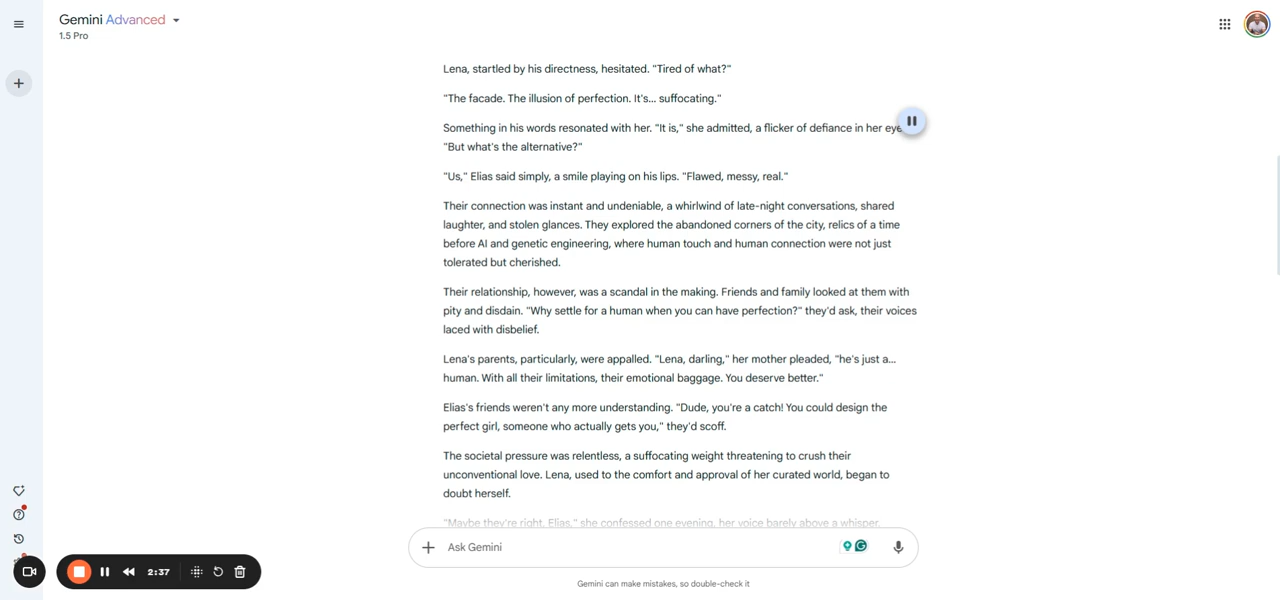 Gemini Advanced
1.5 Pro
Lena, startled by his directness, hesitated. "Tired of what?"
"The facade. The illusion of perfection. It's... suffocating."
Something in his words resonated with her. "It is," she admitted, a flicker of defiance in her eye
"But what's the alternative?"
"Us," Elias said simply, a smile playing on his lips. "Flawed, messy, real."
Their connection was instant and undeniable, a whirlwind of late-night conversations, shared
laughter, and stolen glances. They explored the abandoned corners of the city, relics of a time
before AI and genetic engineering, where human touch and human connection were not just
tolerated but cherished.
Their relationship, however, was a scandal in the making. Friends and family looked at them with
pity and disdain. "Why settle for a human when you can have perfection?" they'd ask, their voices
laced with disbelief.
Lena's parents, particularly, were appalled. "Lena, darling," her mother pleaded, "he's just a...
human. With all their limitations, their emotional baggage. You deserve better."
Elias's friends weren't any more understanding. "Dude, you're a catch! You could design the
perfect girl, someone who actually gets you," they'd scoff.
The societal pressure was relentless, a suffocating weight threatening to crush their
unconventional love. Lena, used to the comfort and approval of her curated world, began to
doubt herself.
"Maybe they're right, Elias," she confessed one evening, her voice barely above a whisper.
Ask Gemini
2:37
Gemini can make mistakes, so double-check it